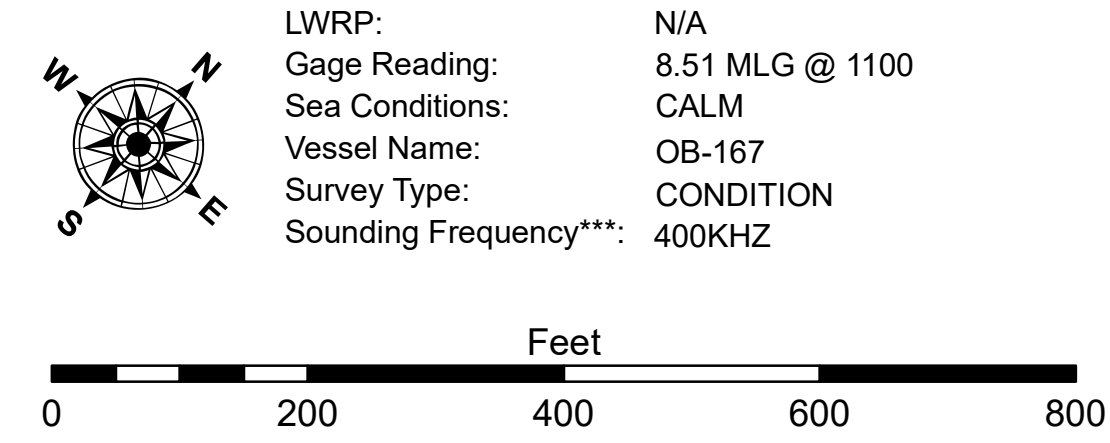 LWRP: N/A
Gage Reading: 8.51 MLG @ 1100
Sea Conditions: CALM
Vessel Name: OB-167
Survey Type: CONDITION
Sounding Frequency***: 400KHZ
W N
S E
Feet
0 200 400 600 800